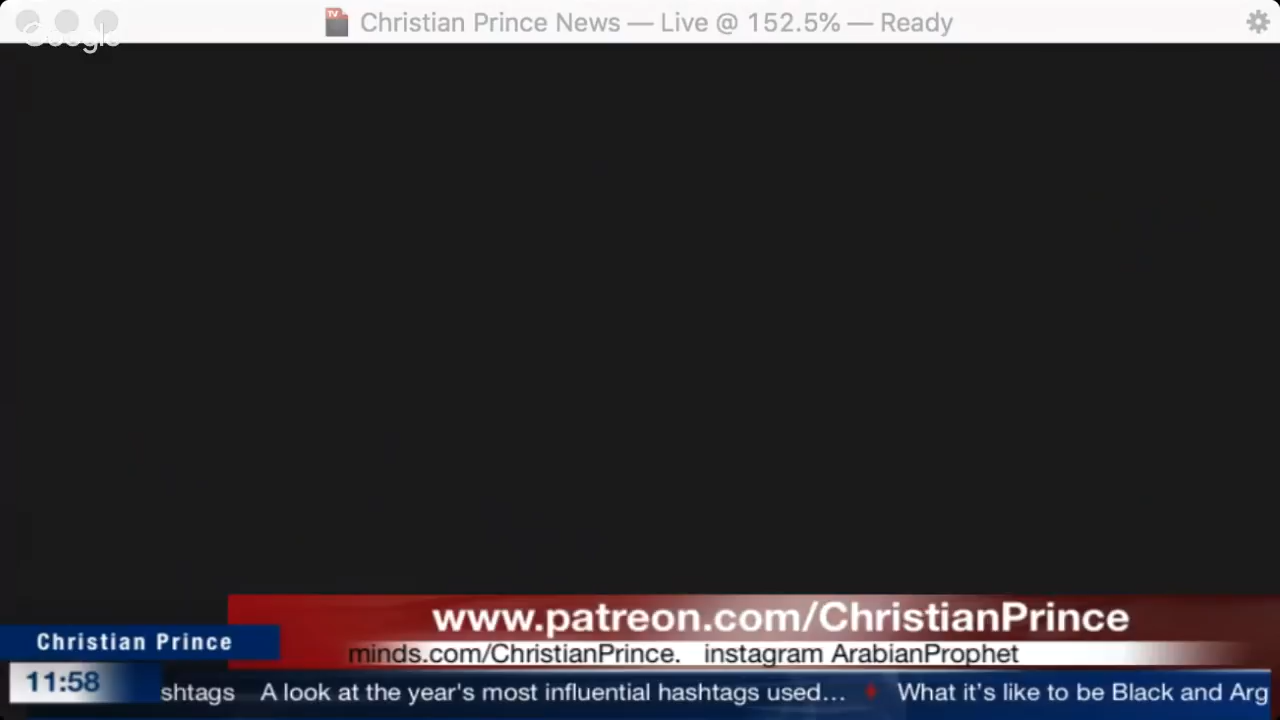 Christian Prince News — Live @ 152.5% — Ready
Google
www.patreon.com/ChristianPrince
Christian Prince
minds.com/ChristianPrince. instagram ArabianProphet
11:58
shtags A look at the year's most influential hashtags used... What it's like to be Black and Arg